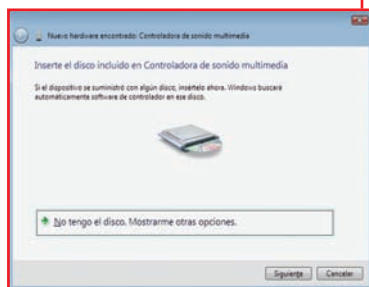 Nuevo hardware encontrado: Controladora de sonido multimedia
Inserte el disco incluido en Controladora de sonido multimedia
Si el dispositivo se suministró con algún disco, insértelo ahora. Windows buscará
automáticamente software de controlador en ese disco.
No tengo el disco. Mostrarme otras opciones.
Siguiente Cancelar